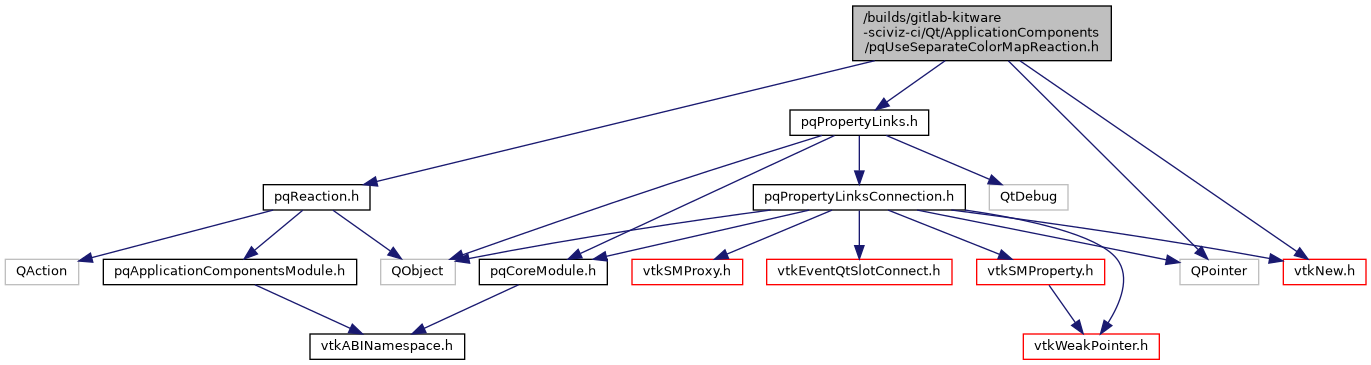 /builds/gitlab-kitware
-sciviz-ci/Qt/ApplicationComponents
/pqUseSeparateColorMapReaction.h
pqPropertyLinks.h
pqReaction.h
pqPropertyLinksConnection.h
QtDebug
QAction
pqApplicationComponentsModule.h
QObject
pqCoreModule.h
vtkSMProxy.h
vtkEventQtSlotConnect.h
vtkSMProperty.h
QPointer
vtkNew.h
vtkABINamespace.h
vtkWeakPointer.h